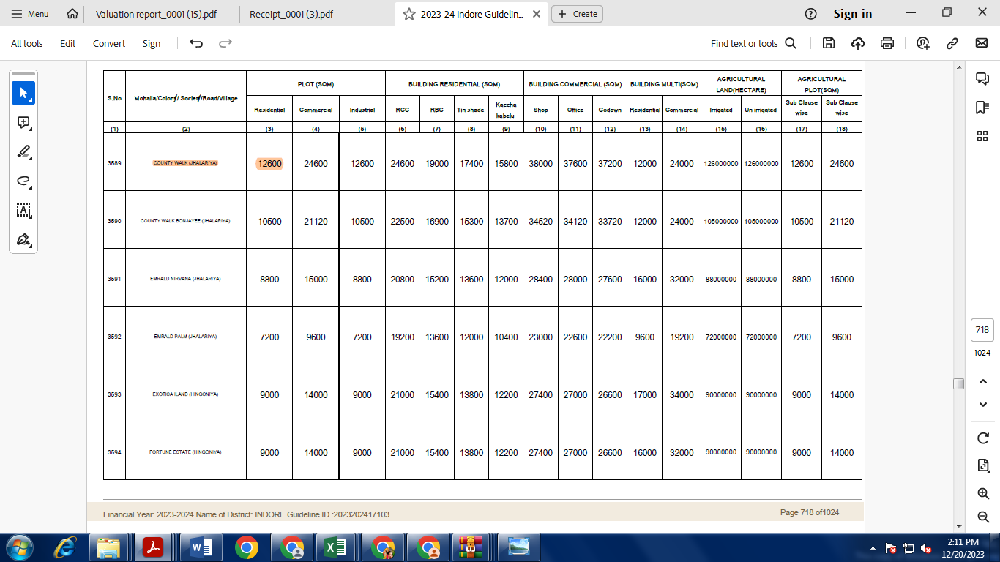 Menu
Valuation report_0001 (15).pdf
Receipt_0001 (3).pdf
2023-24 Indore Guidelin...
Create
Sign in
All tools
Edit
Convert
Sign
Find text or tools
S.No Mohalla/Colony/ Society/Road/Village PLOT (SQM) BUILDING RESIDENTIAL (SQM) BUILDING COMMERCIAL (SQM) BUILDING MULTI(SQM) AGRICULTURAL LAND(HECTARE) AGRICULTURAL PLOT(SQM)
Residential Commercial Industrial RCC RBC Tin shade Kaccha kabelu Shop Office Godown Residential Commercial Irrigated Un irrigated Sub Clause wise Sub Clause wise
(1) (2) (3) (4) (5) (6) (7) (8) (9) (10) (11) (12) (13) (14) (15) (16) (17) (18)
3589 COUNTY WALK (JHALARIYA) 12600 24600 12600 24600 19000 17400 15800 38000 37600 37200 12000 24000 126000000 126000000 12600 24600
3590 COUNTY WALK BONJAYEE (JHALARIYA) 10500 21120 10500 22500 16900 15300 13700 34520 34120 33720 12000 24000 105000000 105000000 10500 21120
3591 EMRALD NIRVANA (JHALARIYA) 8800 15000 8800 20800 15200 13600 12000 28400 28000 27600 16000 32000 88000000 88000000 8800 15000
3592 EMRALD PALM (JHALARIYA) 7200 9600 7200 19200 13600 12000 10400 23000 22600 22200 9600 19200 72000000 72000000 7200 9600
3593 EXOTICA ILAND (HINGONIYA) 9000 14000 9000 21000 15400 13800 12200 27400 27000 26600 17000 34000 90000000 90000000 9000 14000
3594 FORTUNE ESTATE (HINGONIYA) 9000 14000 9000 21000 15400 13800 12200 27400 27000 26600 16000 32000 90000000 90000000 9000 14000
718
1024
Financial Year: 2023-2024 Name of District: INDORE Guideline ID :2023202417103
Page 718 of1024
2:11 PM
12/20/2023